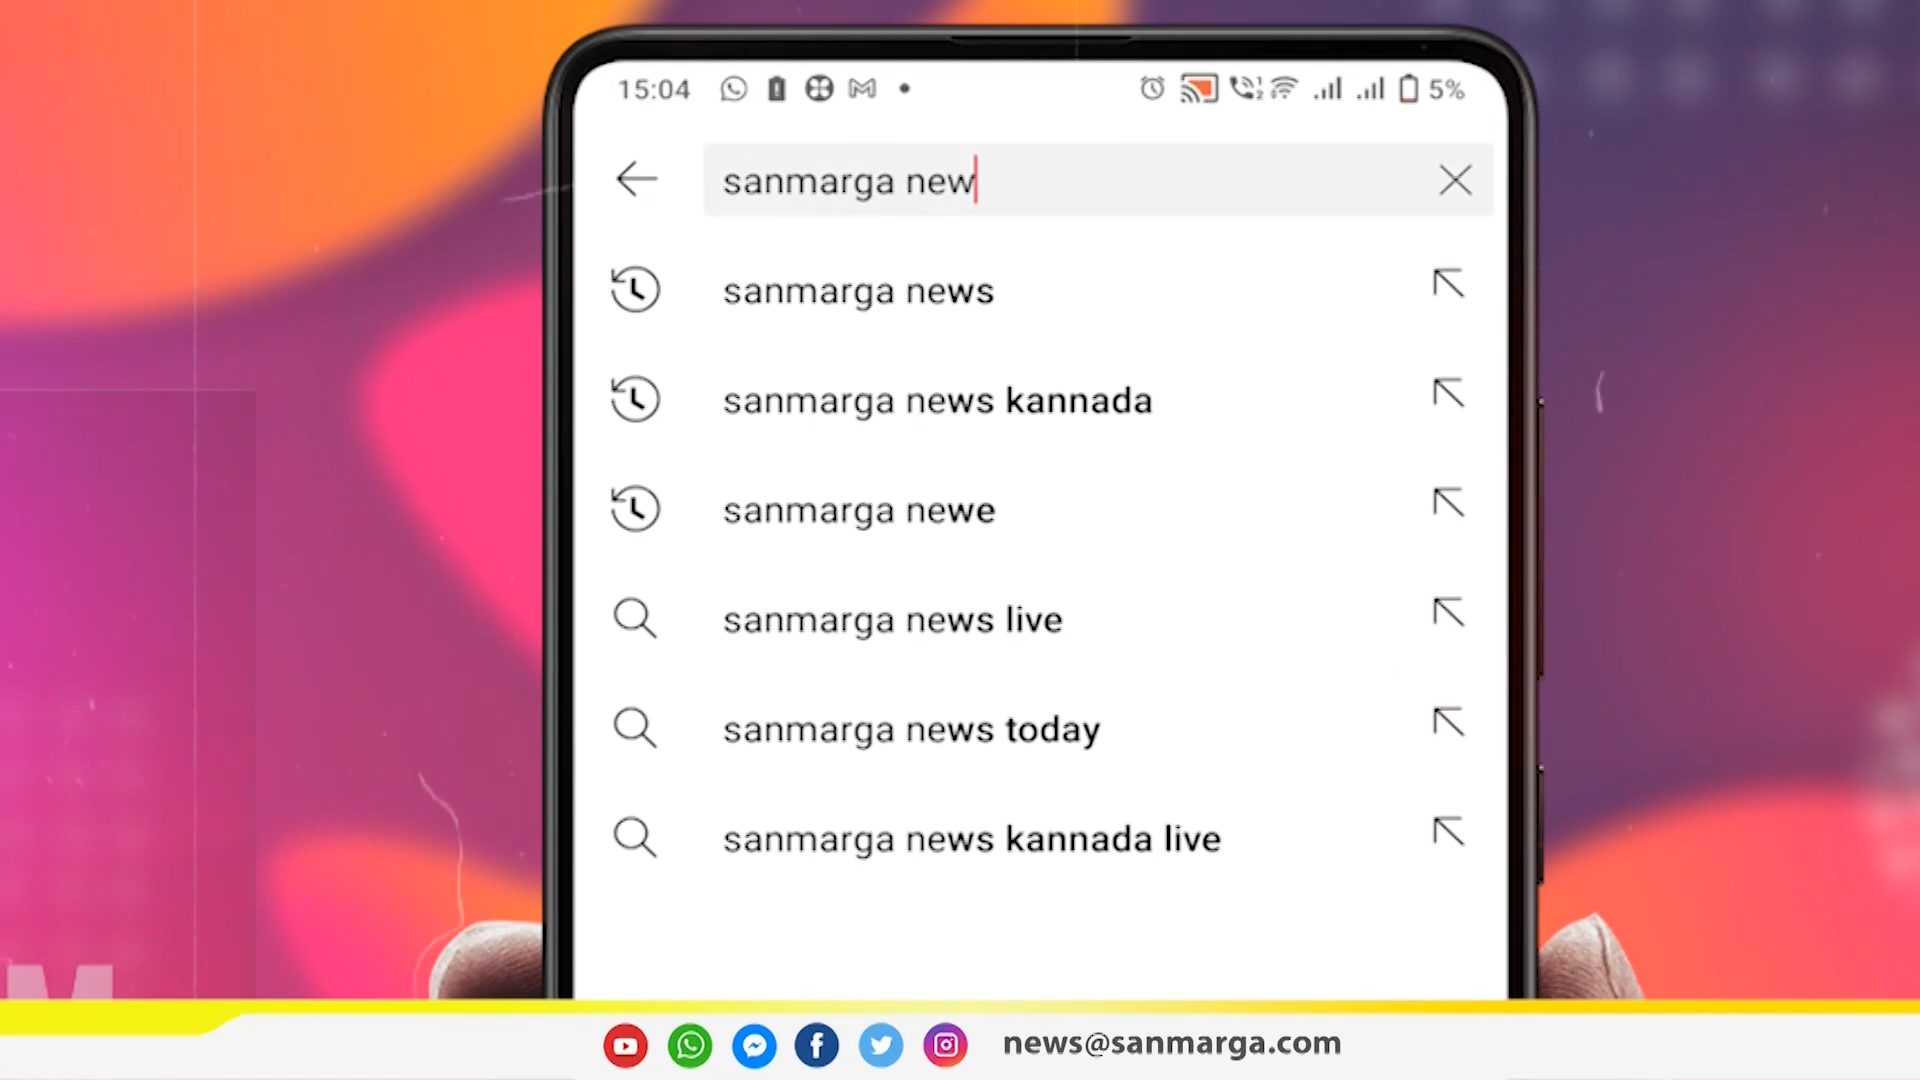 15:04
5%
sanmarga new
sanmarga news
sanmarga news kannada
sanmarga newe
sanmarga news live
sanmarga news today
sanmarga news kannada live
M
news@sanmarga.com